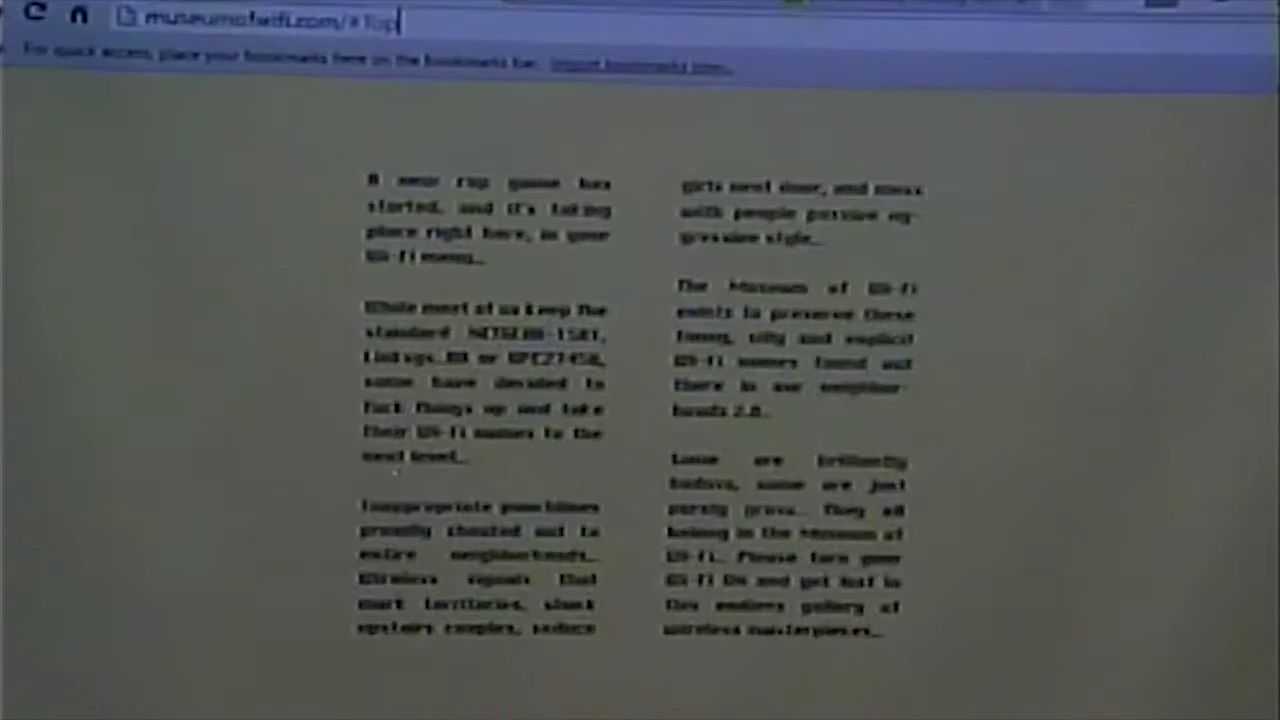 museumofwifi.com/#Top
For quick access, place your bookmarks here on the bookmarks bar. Import bookmarks now...
A new rap game has
started, and it's taking
place right here, in your
Wi-Fi menu...
While most of us keep the
standard NETGEAR-1581,
Linksys_BR or
some have decided to
fuck things up and take
their Wi-Fi names to the
next level...
Inappropriate punchlines
proudly shouted out to
entire neighborhoods...
Wireless signals that
mark territories, shock
upstairs couples, seduce
girls next door, and mess
with people passive ag-
gressive style...
The Museum of Wi-Fi
exists to preserve these
funny, silly and explicit
Wi-Fi names found out
there in our neighbor-
hoods 2.0.
Some are brilliantly
badass, some are just
purely gross... They all
belong in the Museum of
Wi-Fi. Please turn your
Wi-Fi ON and get lost in
this endless gallery of
wireless masterpieces...